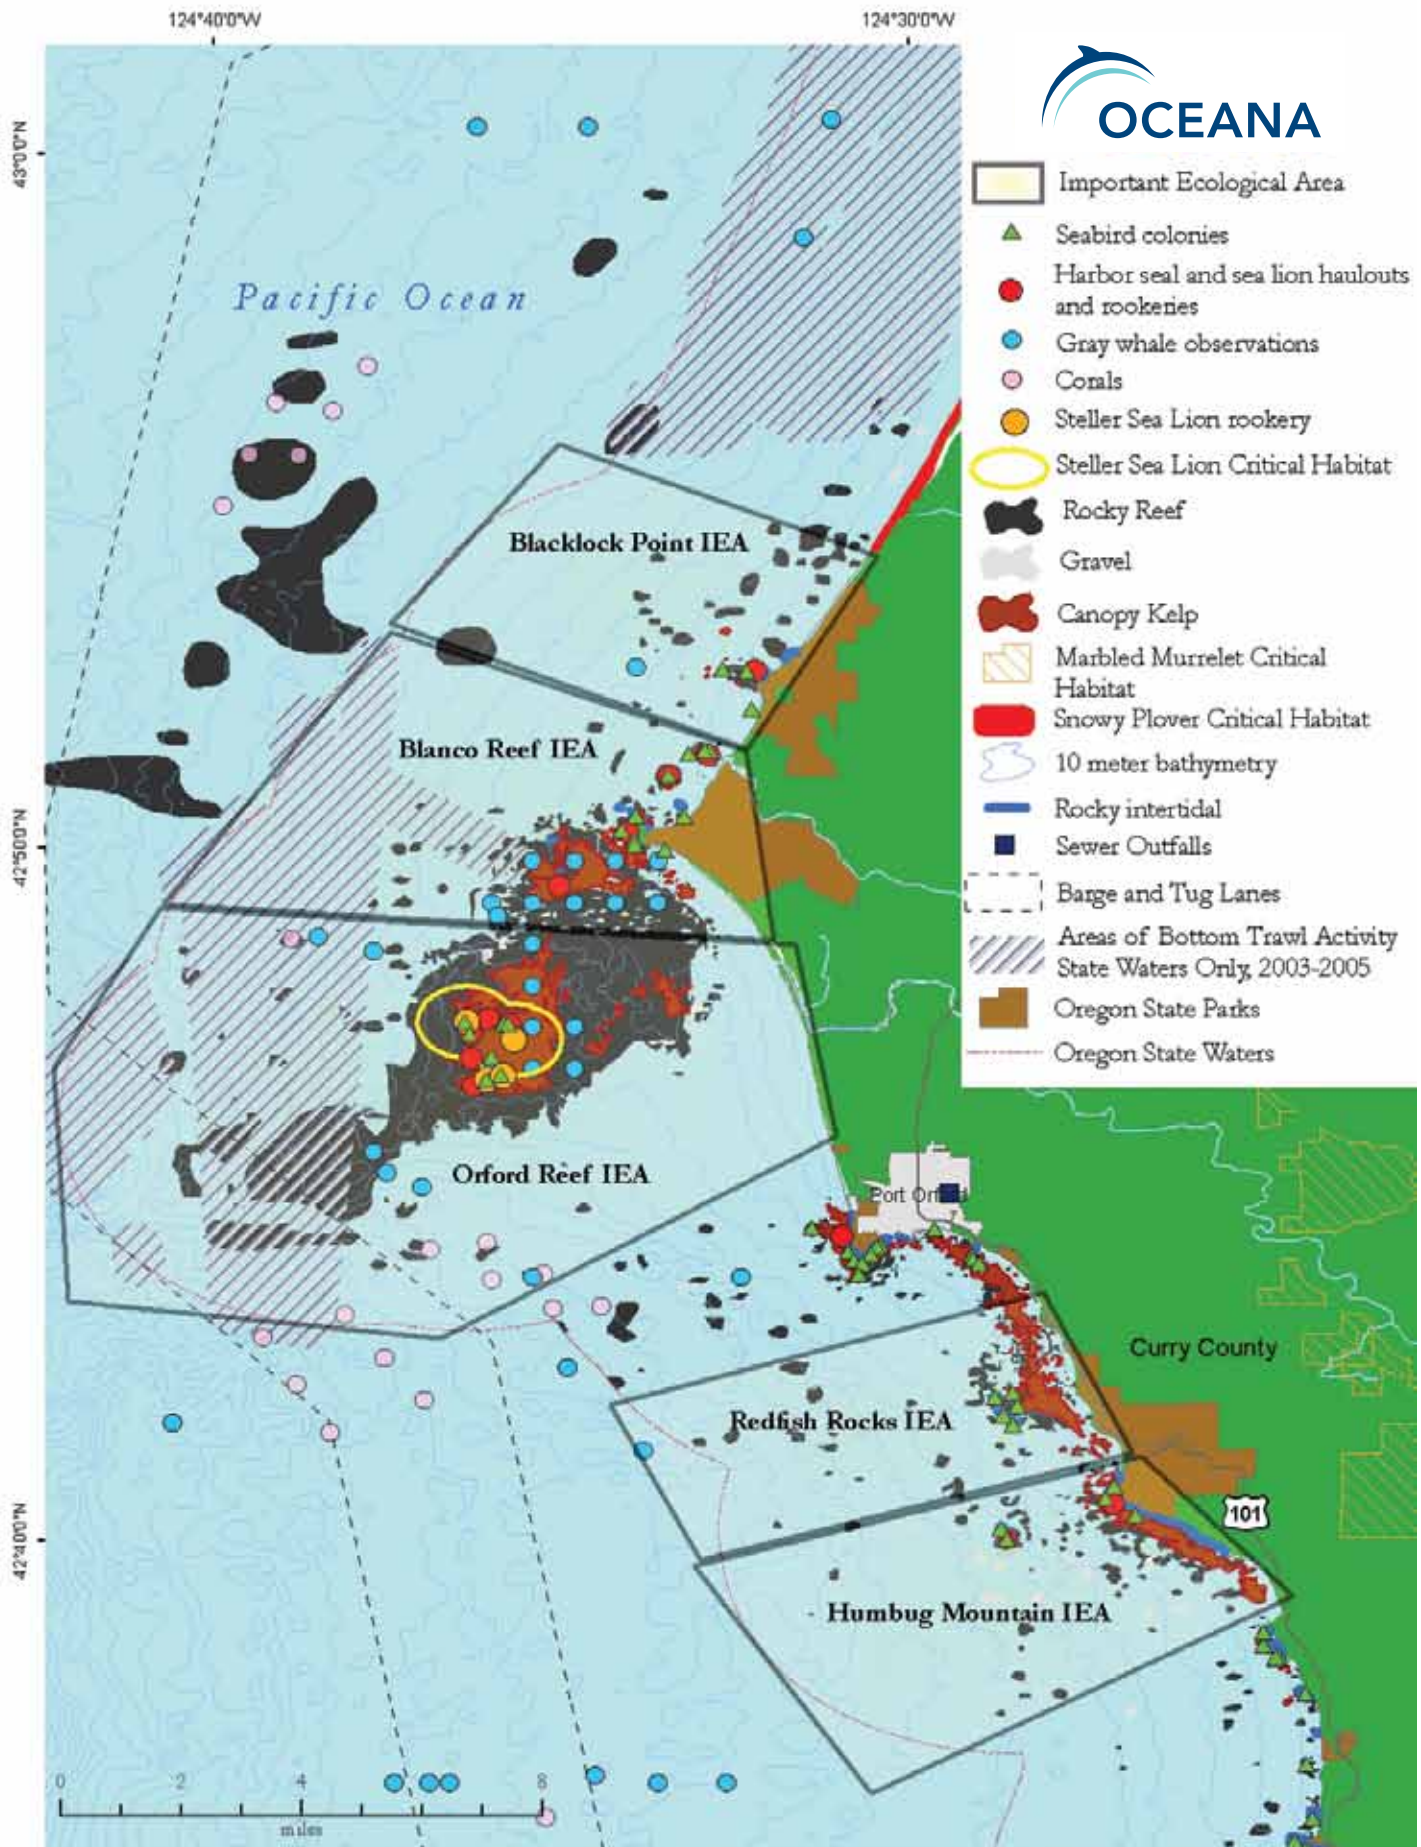 124°40'0"W
124°30'0"W
OCEANA
43°0'0"N
Important Ecological Area
Seabird colonies
Harbor seal and sea lion haulouts
and rookeries
Pacific Ocean
Gray whale observations
Corals
Steller Sea Lion rookery
Steller Sea Lion Critical Habitat
Rocky Reef
Blacklock Point IEA
Gravel
Canopy Kelp
Marbled Murrelet Critical
Habitat
Snowy Plover Critical Habitat
Blanco Reef IEA
10 meter bathymetry
Rocky intertidal
42°50'0"N
Sewer Outfalls
Barge and Tug Lanes
Areas of Bottom Trawl Activity
State Waters Only, 2003-2005
Oregon State Parks
Oregon State Waters
Orford Reef IEA
Port Orford
Curry County
Redfish Rocks IEA
101
42°40'0"N
Humbug Mountain IEA
0 2 4 8
miles